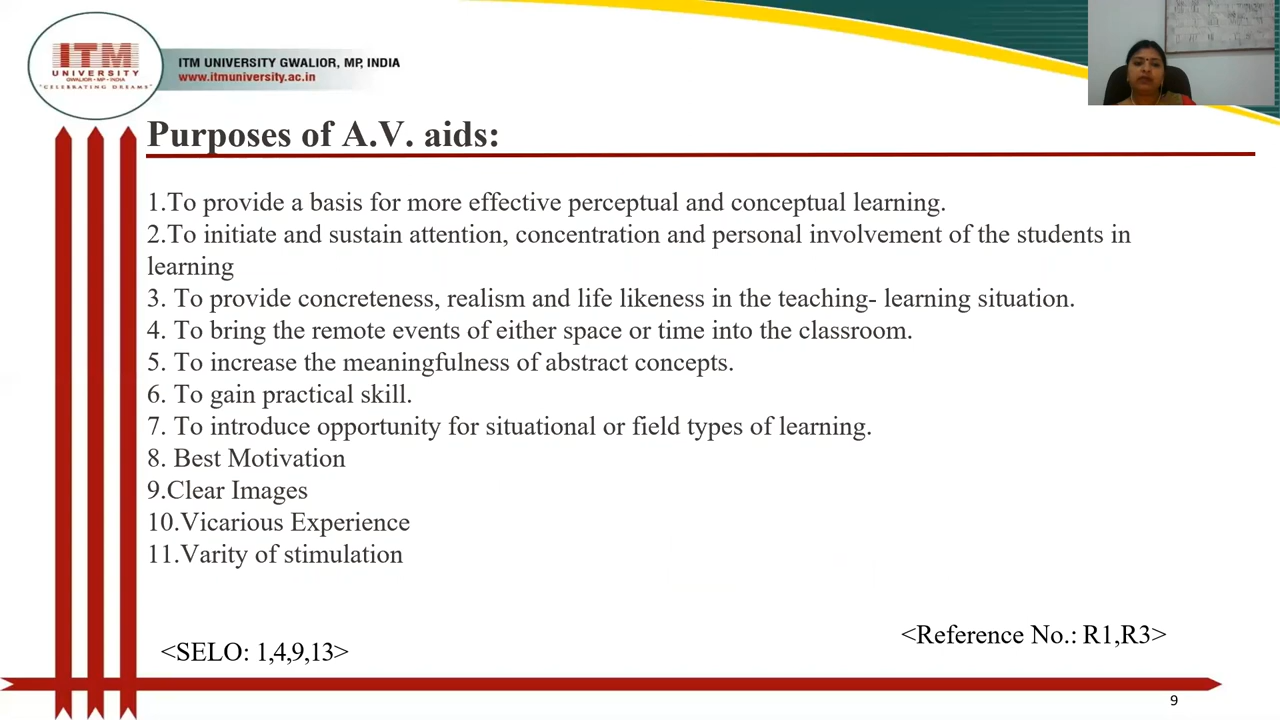 ITM
UNIVERSITY
GWALIOR • MP • INDIA
"CELEBRATING DREAMS"
ITM UNIVERSITY GWALIOR, MP, INDIA
www.itmuniversity.ac.in
Purposes of A.V. aids:
1.To provide a basis for more effective perceptual and conceptual learning.
2.To initiate and sustain attention, concentration and personal involvement of the students in
learning
3. To provide concreteness, realism and life likeness in the teaching- learning situation.
4. To bring the remote events of either space or time into the classroom.
5. To increase the meaningfulness of abstract concepts.
6. To gain practical skill.
7. To introduce opportunity for situational or field types of learning.
8. Best Motivation
9.Clear Images
10.Vicarious Experience
11.Varity of stimulation
<SELO: 1,4,9,13>
<Reference No.: R1,R3>
9